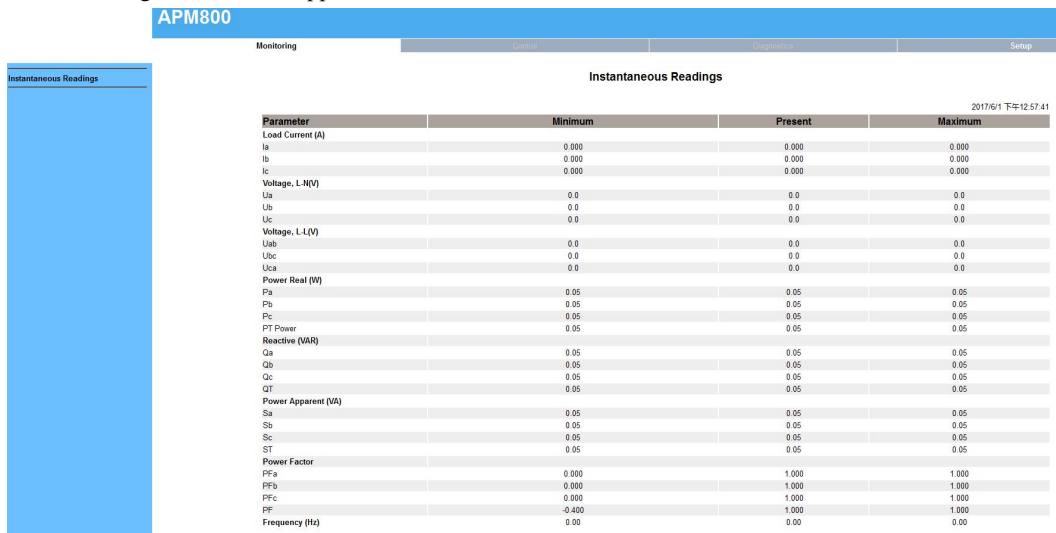 APM800
Monitoring Control Diagnostics Setup
Instantaneous Readings
Instantaneous Readings
2017/6/1 下午12:57:41
Parameter Minimum Present Maximum
Load Current (A)
Ia 0.000 0.000 0.000
Ib 0.000 0.000 0.000
Ic 0.000 0.000 0.000
Voltage, L-N(V)
Ua 0.0 0.0 0.0
Ub 0.0 0.0 0.0
Uc 0.0 0.0 0.0
Voltage, L-L(V)
Uab 0.0 0.0 0.0
Ubc 0.0 0.0 0.0
Uca 0.0 0.0 0.0
Power Real (W)
Pa 0.05 0.05 0.05
Pb 0.05 0.05 0.05
Pc 0.05 0.05 0.05
PT Power 0.05 0.05 0.05
Reactive (VAR)
Qa 0.05 0.05 0.05
Qb 0.05 0.05 0.05
Qc 0.05 0.05 0.05
QT 0.05 0.05 0.05
Power Apparent (VA)
Sa 0.05 0.05 0.05
Sb 0.05 0.05 0.05
Sc 0.05 0.05 0.05
ST 0.05 0.05 0.05
Power Factor
PFa 0.000 1.000 1.000
PFb 0.000 1.000 1.000
PFc 0.000 1.000 1.000
PF -0.400 1.000 1.000
Frequency (Hz) 0.00 0.00 0.00